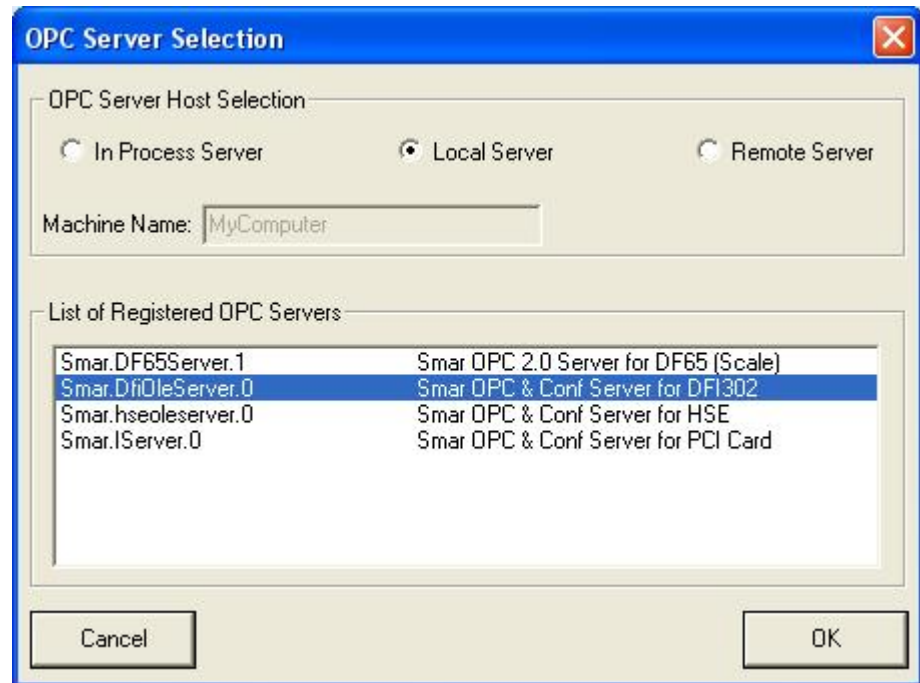 OPC Server Selection
OPC Server Host Selection
In Process Server Local Server Remote Server
Machine Name: MyComputer
List of Registered OPC Servers
Smar.DF65Server.1 Smar OPC 2.0 Server for DF65 (Scale)
Smar.DfiOleServer.0 Smar OPC & Conf Server for DFI302
Smar.hseoleserver.0 Smar OPC & Conf Server for HSE
Smar.IServer.0 Smar OPC & Conf Server for PCI Card
Cancel OK